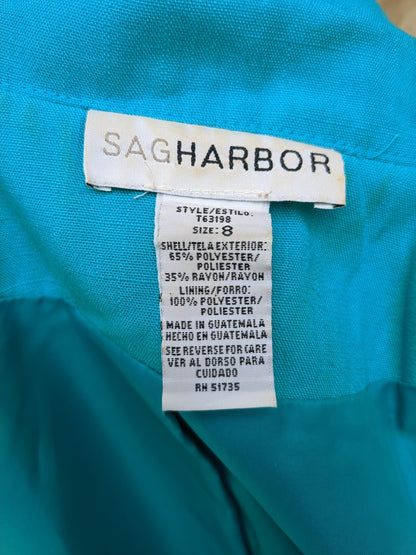 SAGHARBOR
STYLE/ESTILO:
T63198
SIZE: 8
SHELL/TELA EXTERIOR:
65% POLYESTER/
POLIESTER
35% RAYON/RAYON
LINING/FORRO:
100% POLYESTER/
POLIESTER
MADE IN GUATEMALA
HECHO EN GUATEMALA
SEE REVERSE FOR CARE
VER AL DORSO PARA
CUIDADO
RN 51735